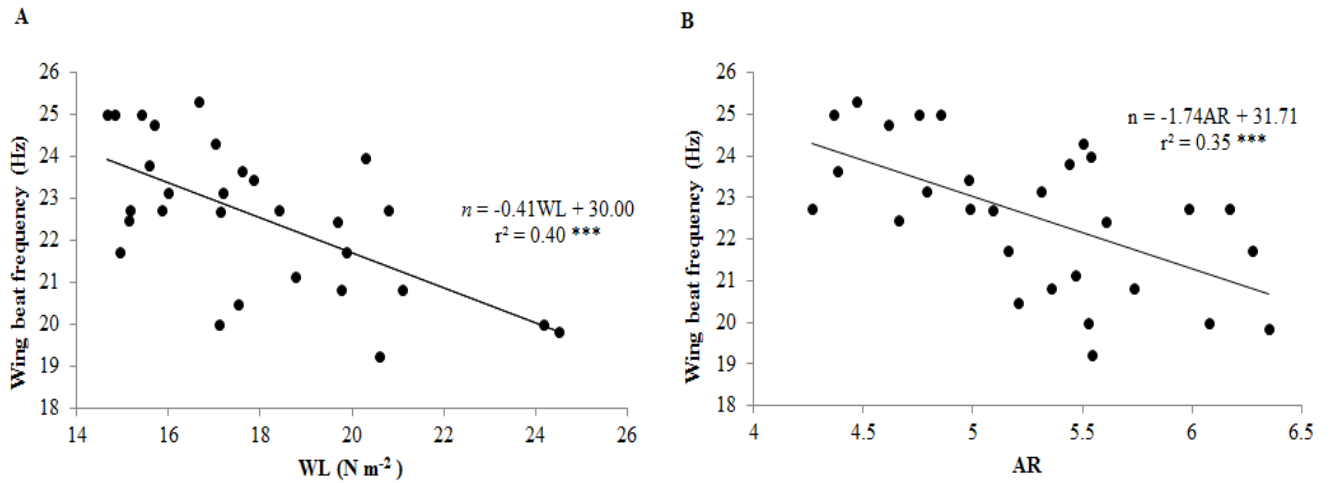 A
Wing beat frequency (Hz)
26
25
24
23
22
21
20
19
18
14 16 18 20 22 24 26
WL (N m⁻² )
n = -0.41WL + 30.00
r² = 0.40 ***
B
Wing beat frequency (Hz)
26
25
24
23
22
21
20
19
18
4 4.5 5 5.5 6 6.5
AR
n = -1.74AR + 31.71
r² = 0.35 ***